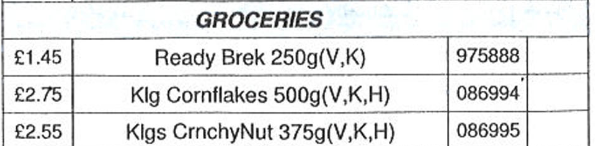 GROCERIES
£1.45 Ready Brek 250g(V,K) 975888
£2.75 Klg Cornflakes 500g(V,K,H) 086994
£2.55 Klgs CrnchyNut 375g(V,K,H) 086995